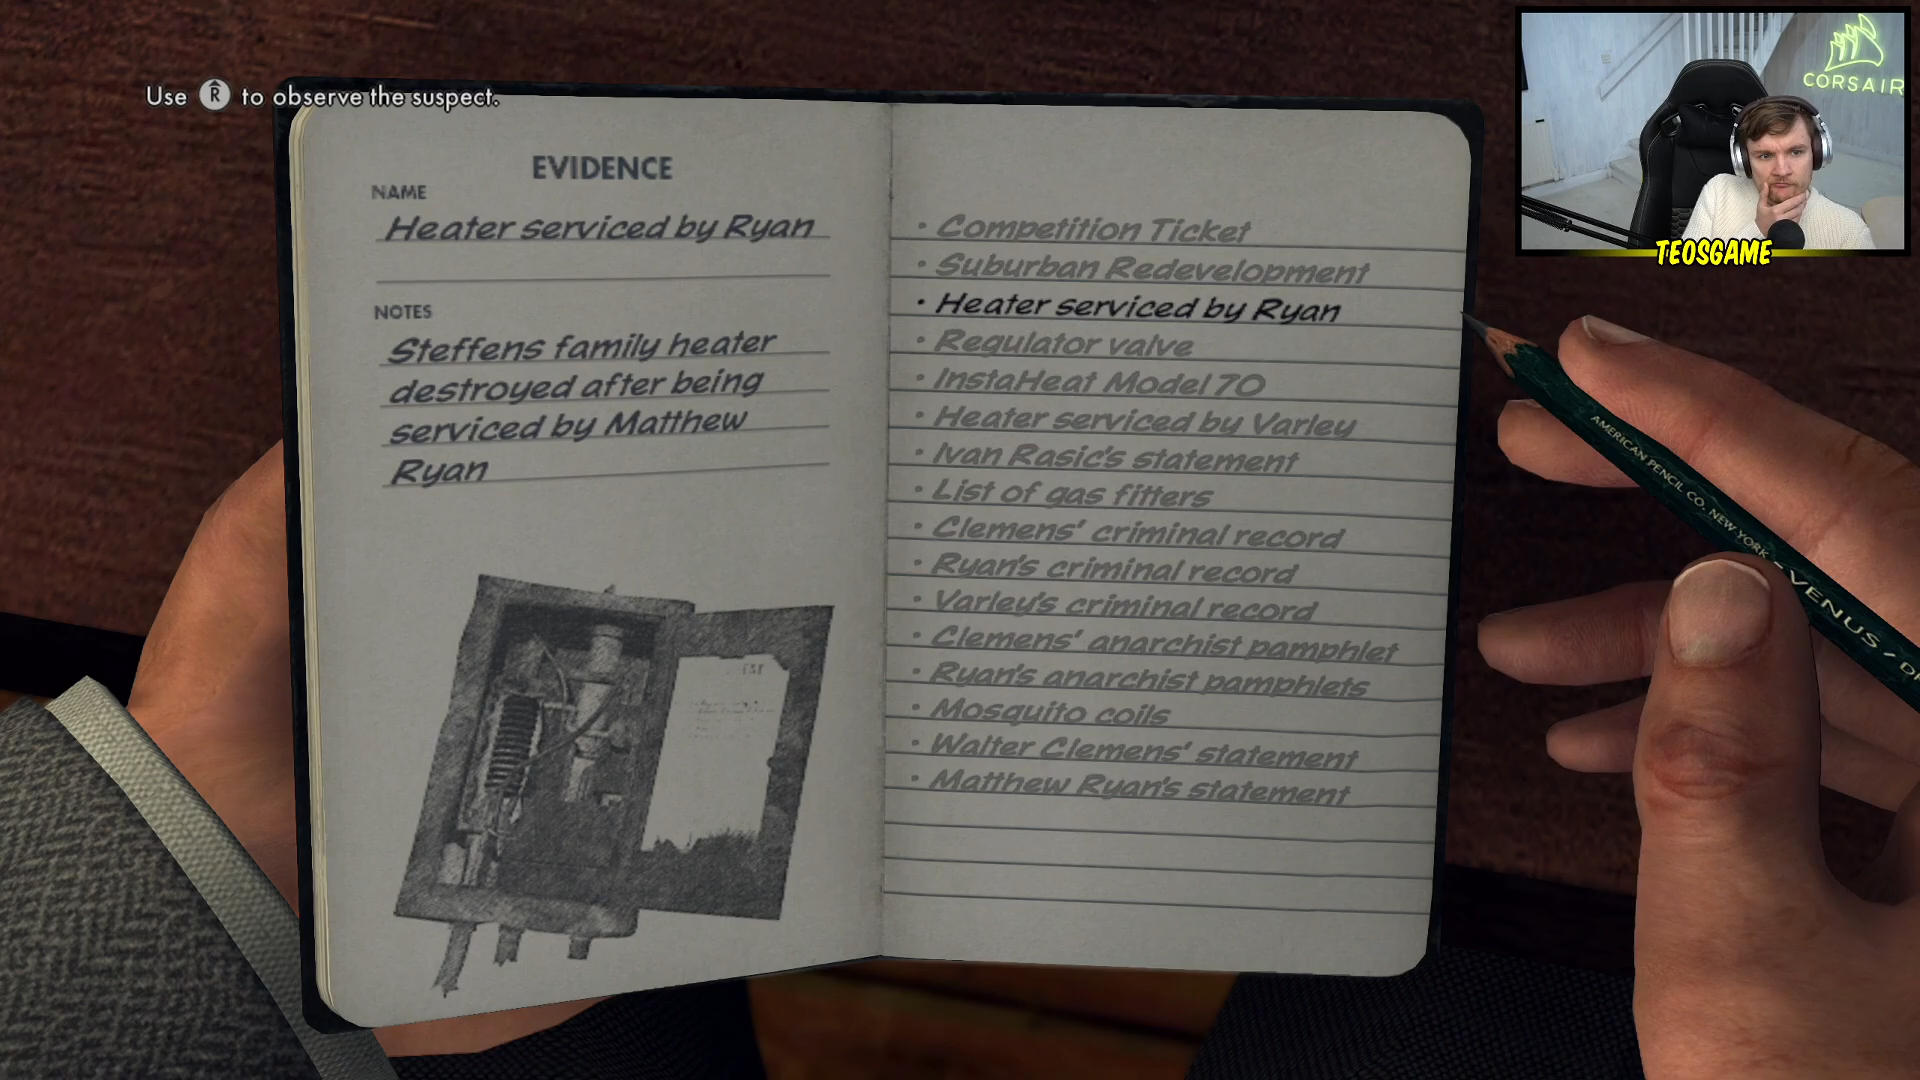 Use R to observe the suspect.
CORSAIR
TEOSGAME
EVIDENCE
NAME
Heater serviced by Ryan
NOTES
Steffens family heater
destroyed after being
serviced by Matthew
Ryan
• Competition Ticket
• Suburban Redevelopment
• Heater serviced by Ryan
• Regulator valve
• InstaHeat Model 70
• Heater serviced by Varley
• Ivan Rasic's statement
• List of gas fitters
• Clemens' criminal record
• Ryan's criminal record
• Varley's criminal record
• Clemens' anarchist pamphlet
• Ryan's anarchist pamphlets
• Mosquito coils
• Walter Clemens' statement
• Matthew Ryan's statement
AMERICAN PENCIL CO. NEW YORK
VENUS